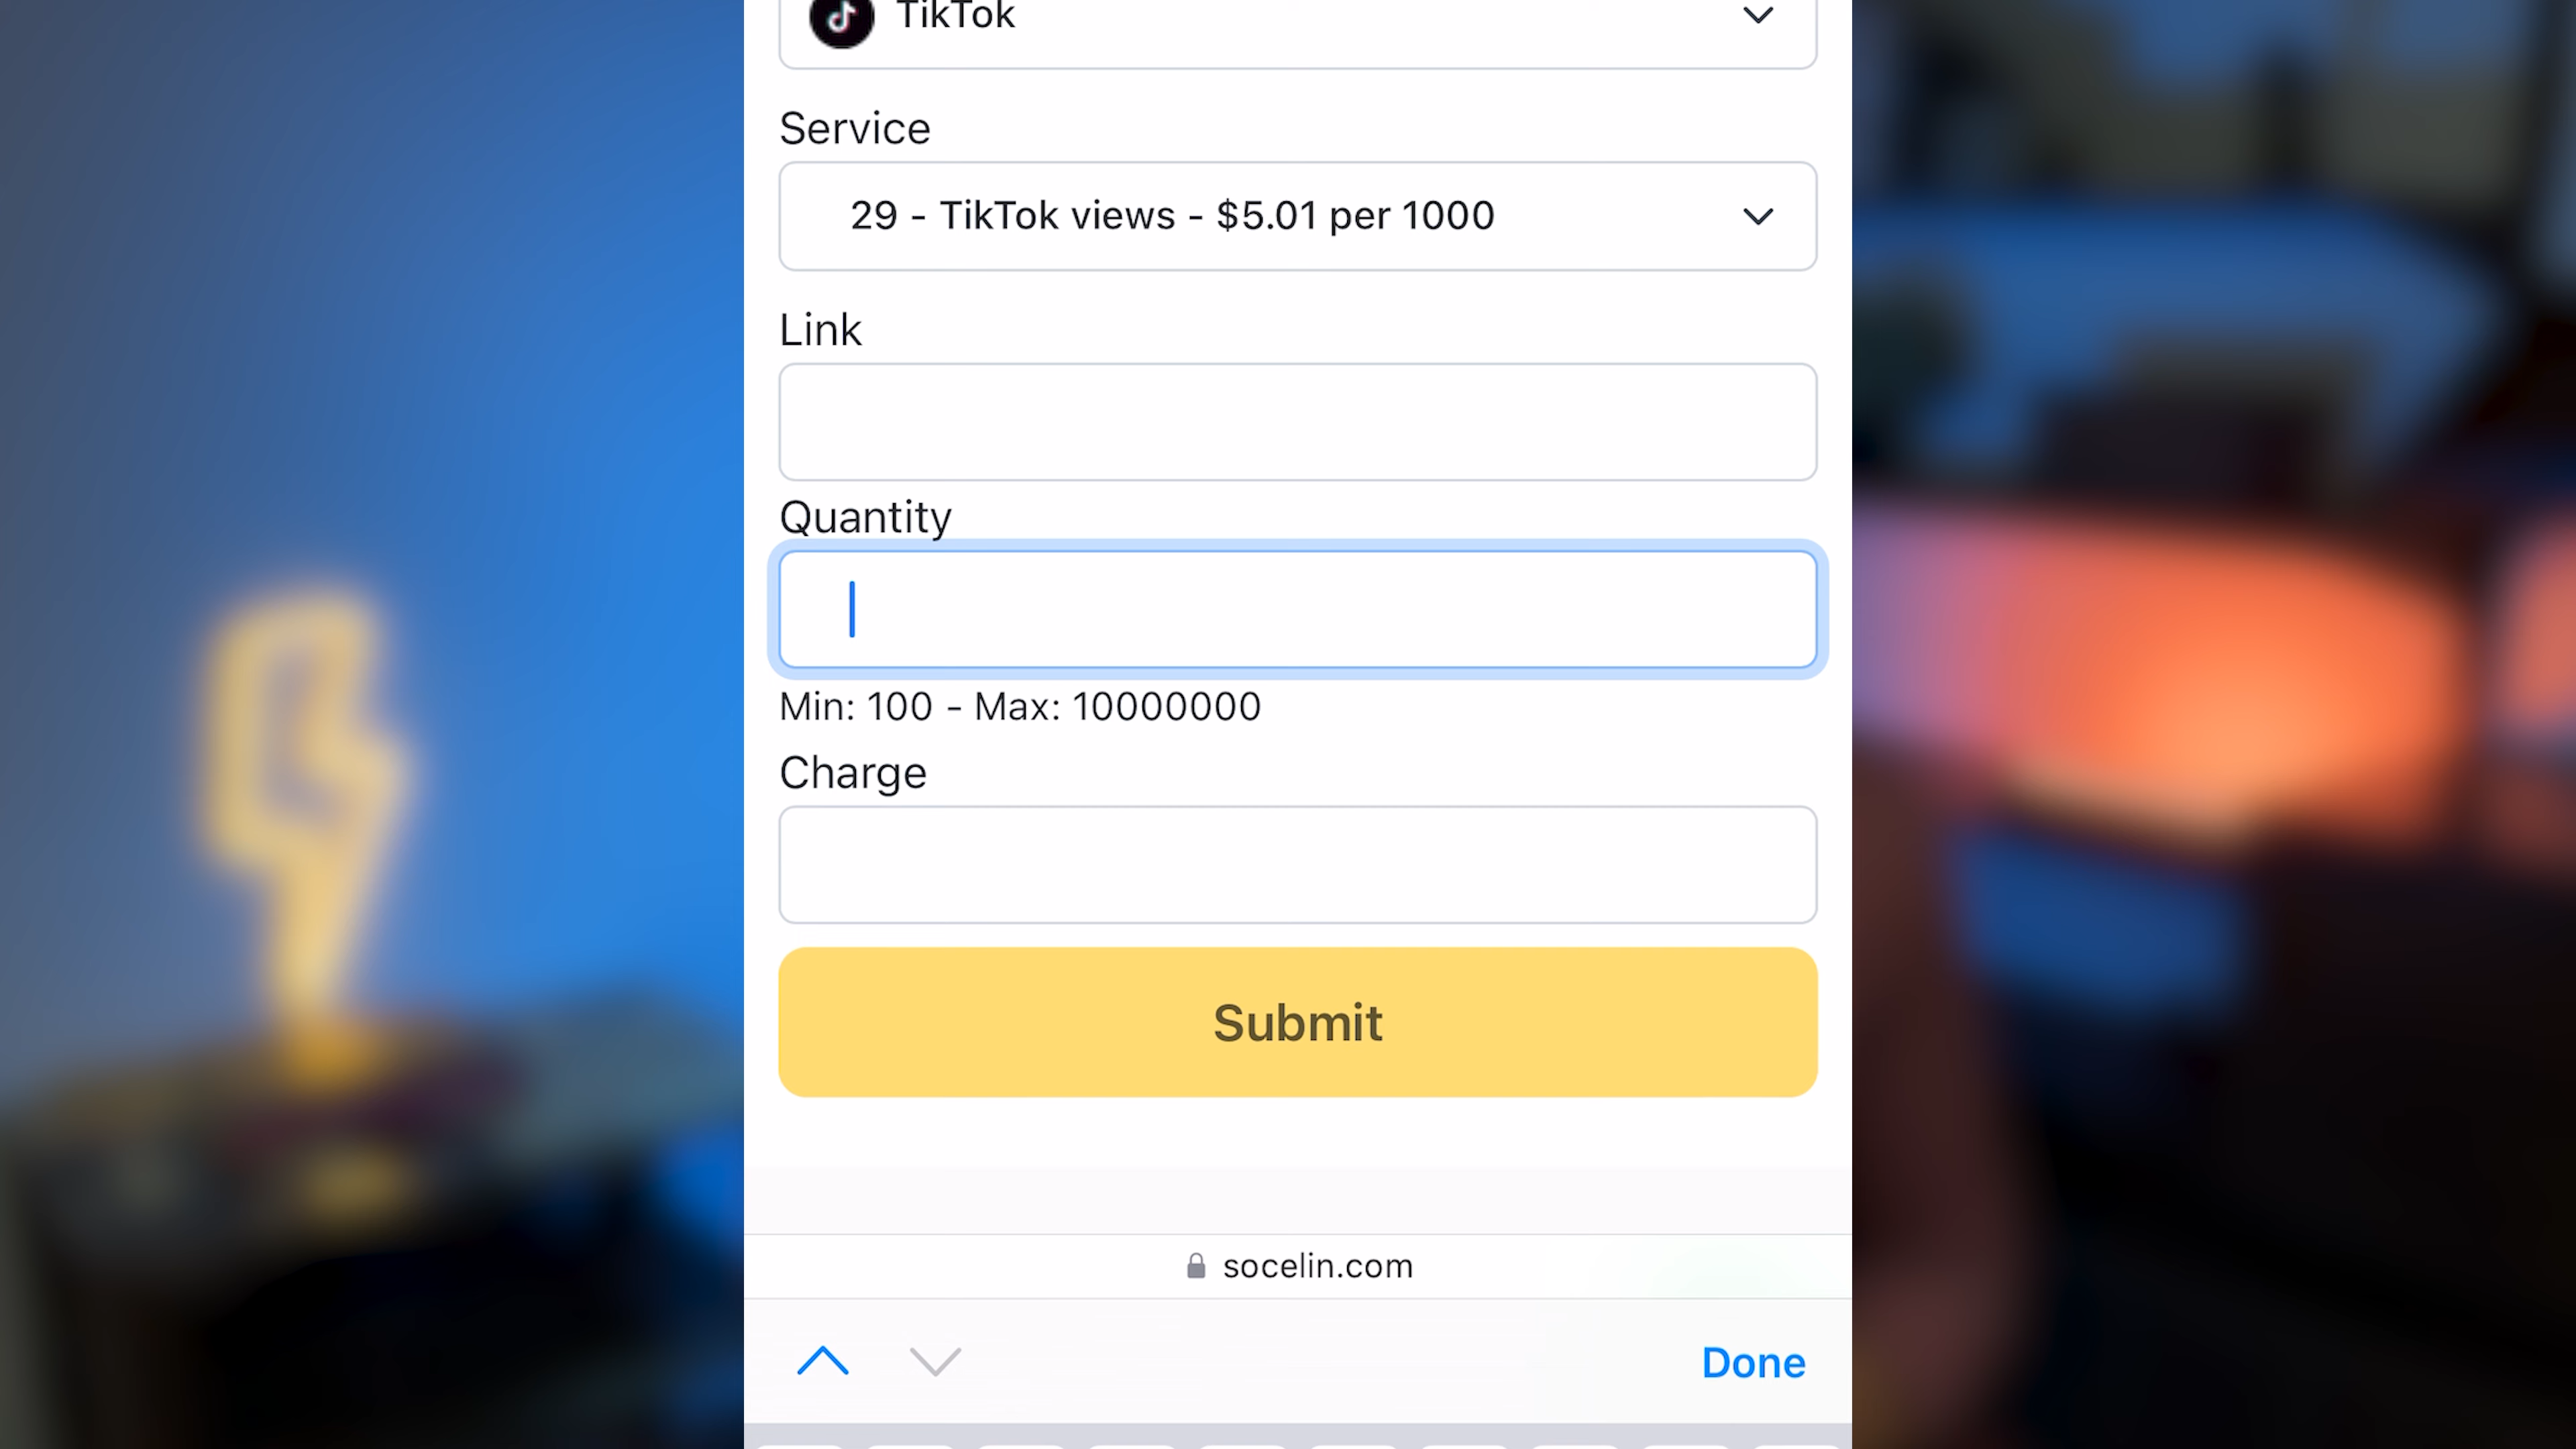 TikTok
Service
29 - TikTok views - $5.01 per 1000
Link
Quantity
Min: 100 - Max: 10000000
Charge
Submit
socelin.com
Done